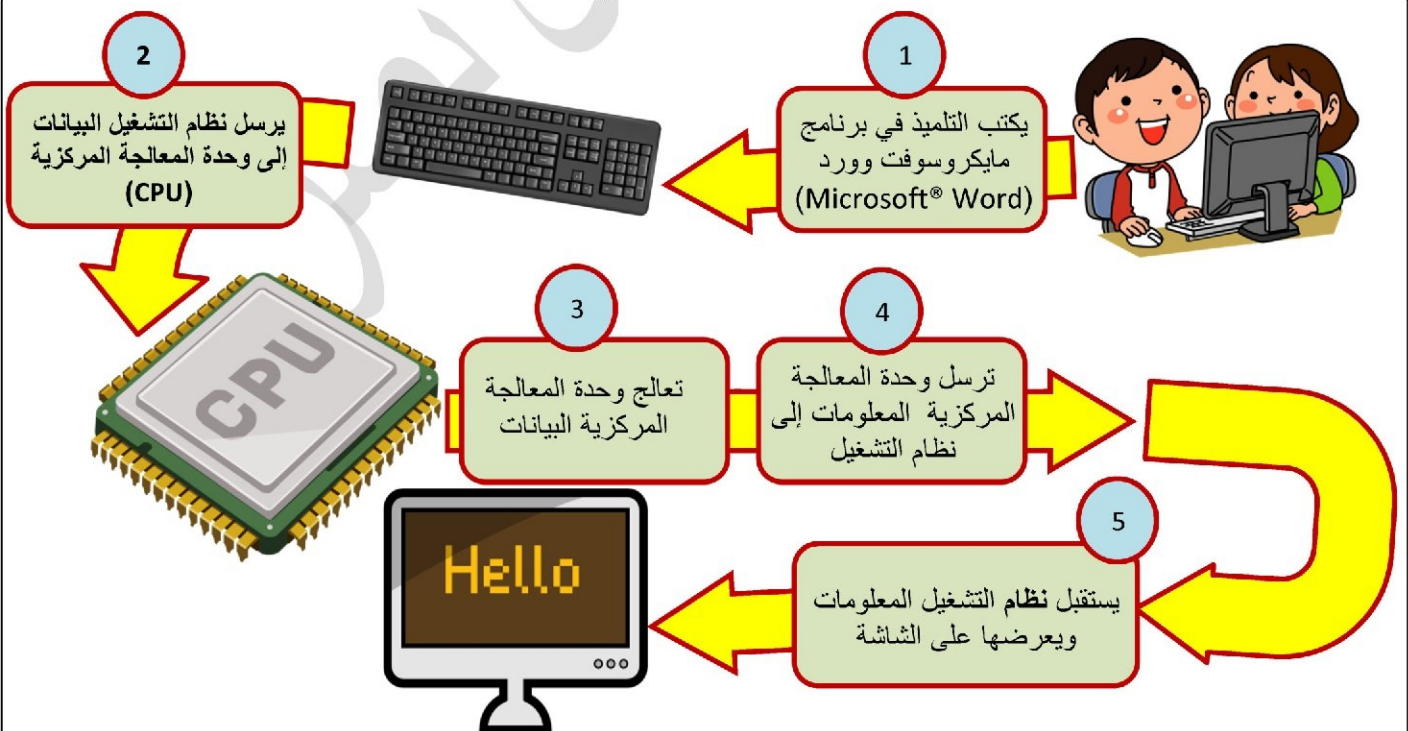 1
يكتب التلميذ في برنامج
مايكروسوفت وورد
(Microsoft® Word)
2
يرسل نظام التشغيل البيانات
إلى وحدة المعالجة المركزية
(CPU)
CPU
3
تعالج وحدة المعالجة
المركزية البيانات
4
ترسل وحدة المعالجة
المركزية المعلومات إلى
نظام التشغيل
5
يستقبل نظام التشغيل المعلومات
ويعرضها على الشاشة
Hello